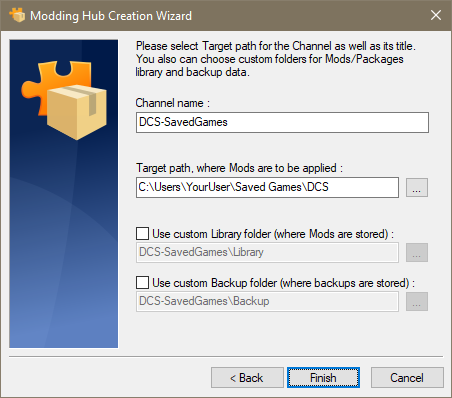 Modding Hub Creation Wizard
Please select Target path for the Channel as well as its title.
You also can choose custom folders for Mods/Packages
library and backup data.
Channel name :
DCS-SavedGames
Target path, where Mods are to be applied :
C:\Users\YourUser\Saved Games\DCS
...
Use custom Library folder (where Mods are stored) :
DCS-SavedGames\Library
...
Use custom Backup folder (where backups are stored) :
DCS-SavedGames\Backup
...
< Back
Finish
Cancel